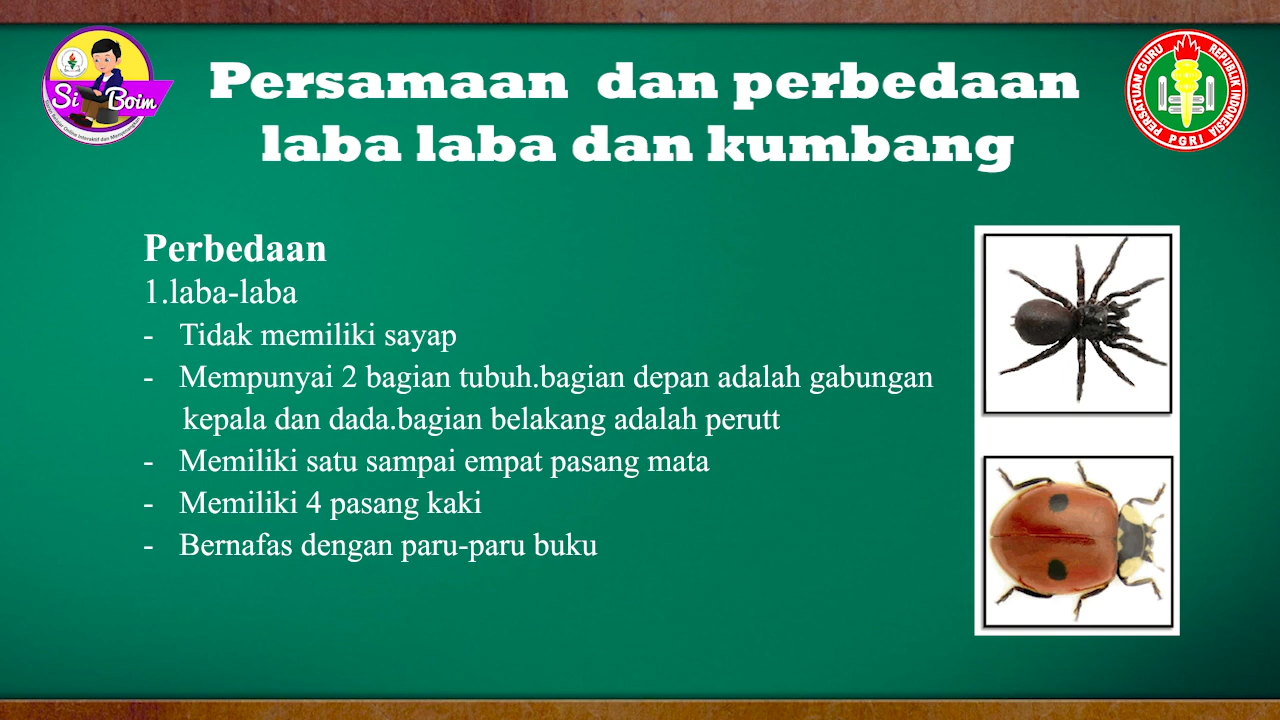 Si Boim
Persamaan dan perbedaan
laba laba dan kumbang
PERSATUAN GURU REPUBLIK INDONESIA
PGRI
Perbedaan
1.laba-laba
- Tidak memiliki sayap
- Mempunyai 2 bagian tubuh.bagian depan adalah gabungan
kepala dan dada.bagian belakang adalah perutt
- Memiliki satu sampai empat pasang mata
- Memiliki 4 pasang kaki
- Bernafas dengan paru-paru buku